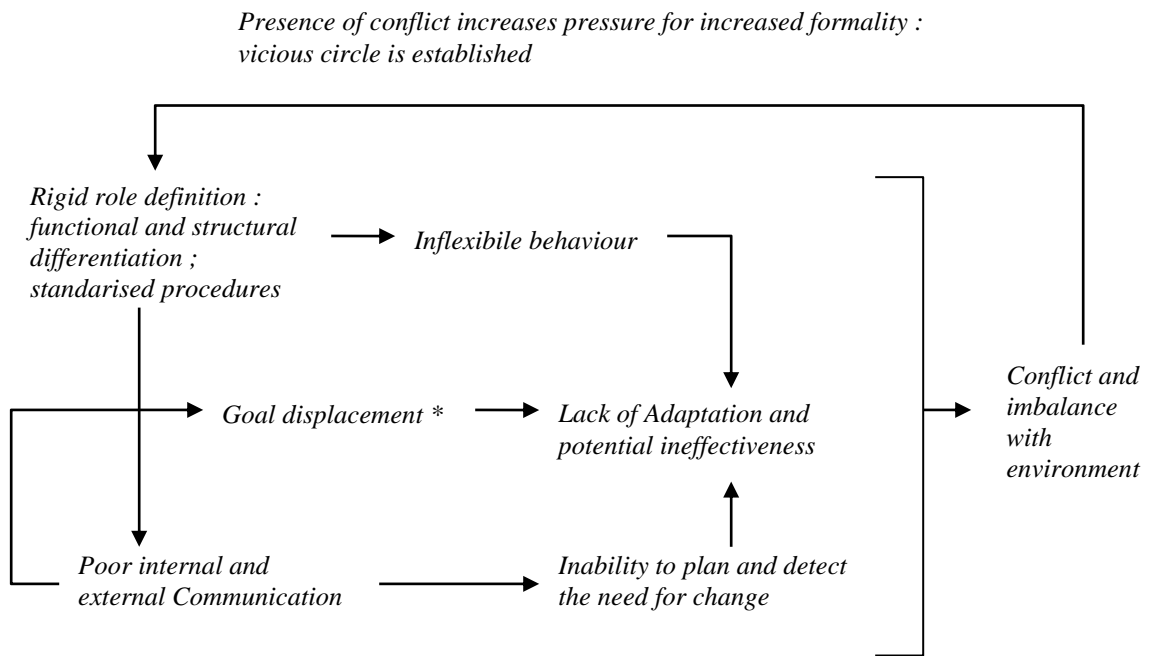 Presence of conflict increases pressure for increased formality :
vicious circle is established
Rigid role definition :
functional and structural
differentiation ;
standarised procedures
Inflexibile behaviour
Goal displacement *
Lack of Adaptation and
potential ineffectiveness
Conflict and
imbalance
with
environment
Poor internal and
external Communication
Inability to plan and detect
the need for change